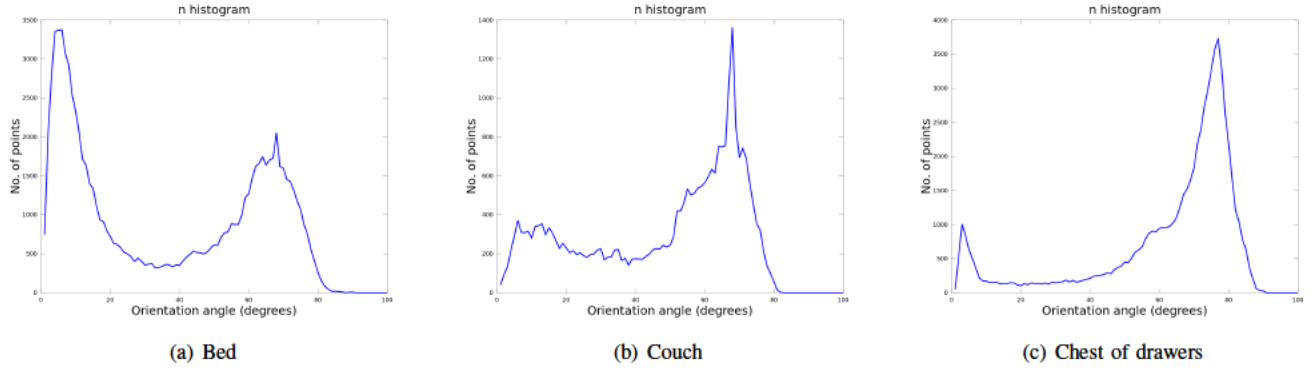 n histogram
No. of points
3500
3000
2500
2000
1500
1000
500
0
0 20 40 60 80 100
Orientation angle (degrees)
(a) Bed
n histogram
No. of points
1400
1200
1000
800
600
400
200
0
0 20 40 60 80 100
Orientation angle (degrees)
(b) Couch
n histogram
No. of points
4000
3500
3000
2500
2000
1500
1000
500
0
0 20 40 60 80 100
Orientation angle (degrees)
(c) Chest of drawers